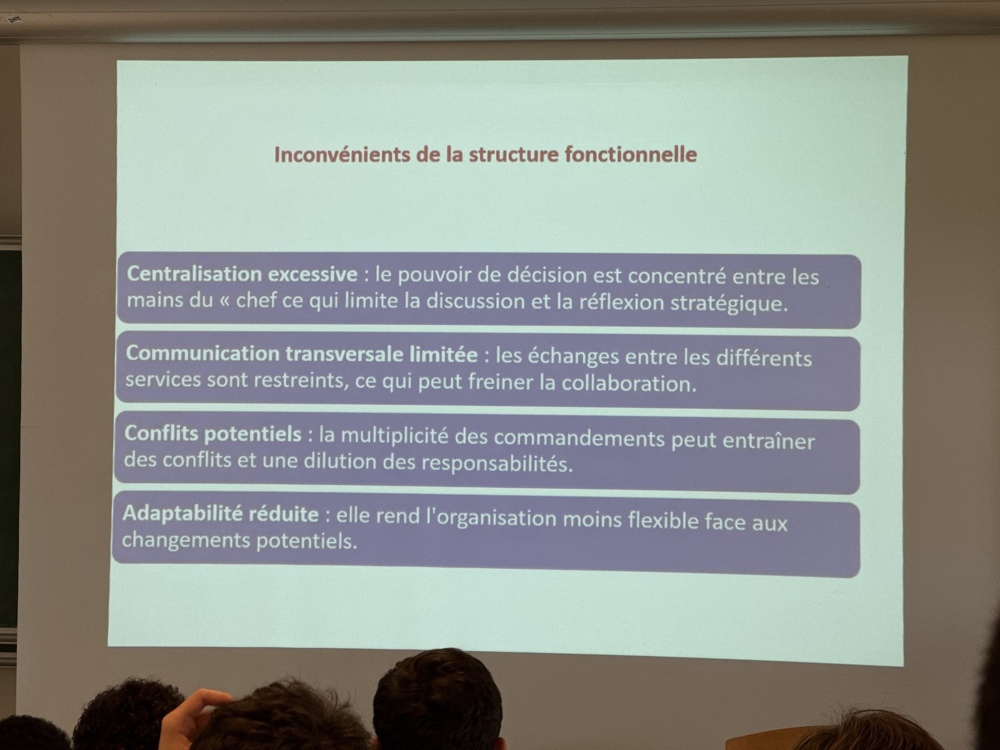 Inconvénients de la structure fonctionnelle
Centralisation excessive : le pouvoir de décision est concentré entre les
mains du « chef ce qui limite la discussion et la réflexion stratégique.
Communication transversale limitée : les échanges entre les différents
services sont restreints, ce qui peut freiner la collaboration.
Conflits potentiels : la multiplicité des commandements peut entraîner
des conflits et une dilution des responsabilités.
Adaptabilité réduite : elle rend l'organisation moins flexible face aux
changements potentiels.